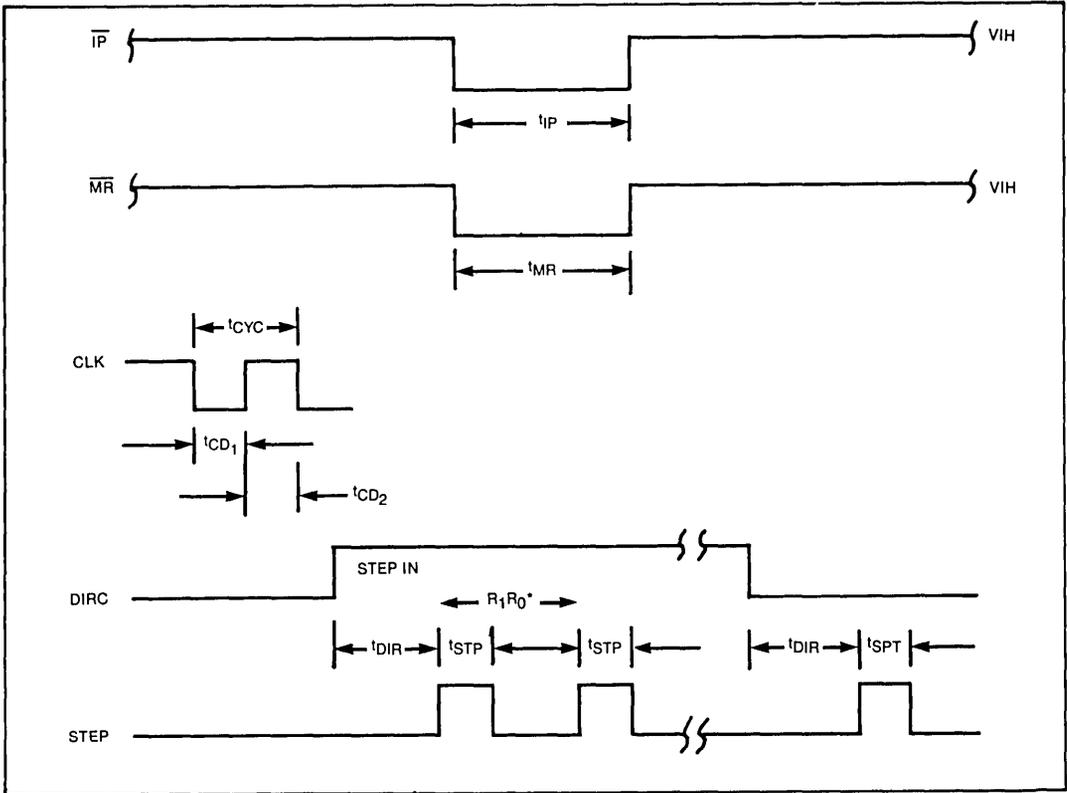 IP VIH
tIP
MR VIH
tMR
tCYC
CLK
tCD1
tCD2
STEP IN
DIRC
R1R0*
tDIR tSTP tSTP tDIR tSPT
STEP